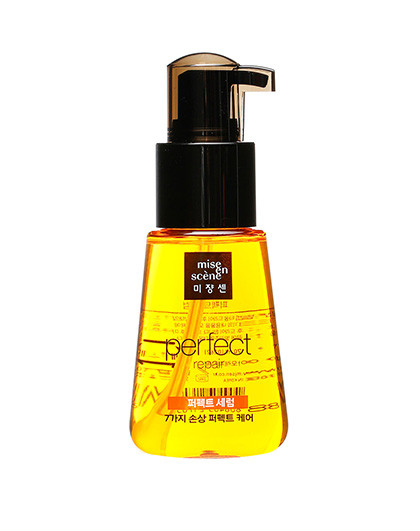 mise
en
scène
미쟝센
perfect
repair
퍼펙트 세럼
7가지 손상 퍼펙트 케어